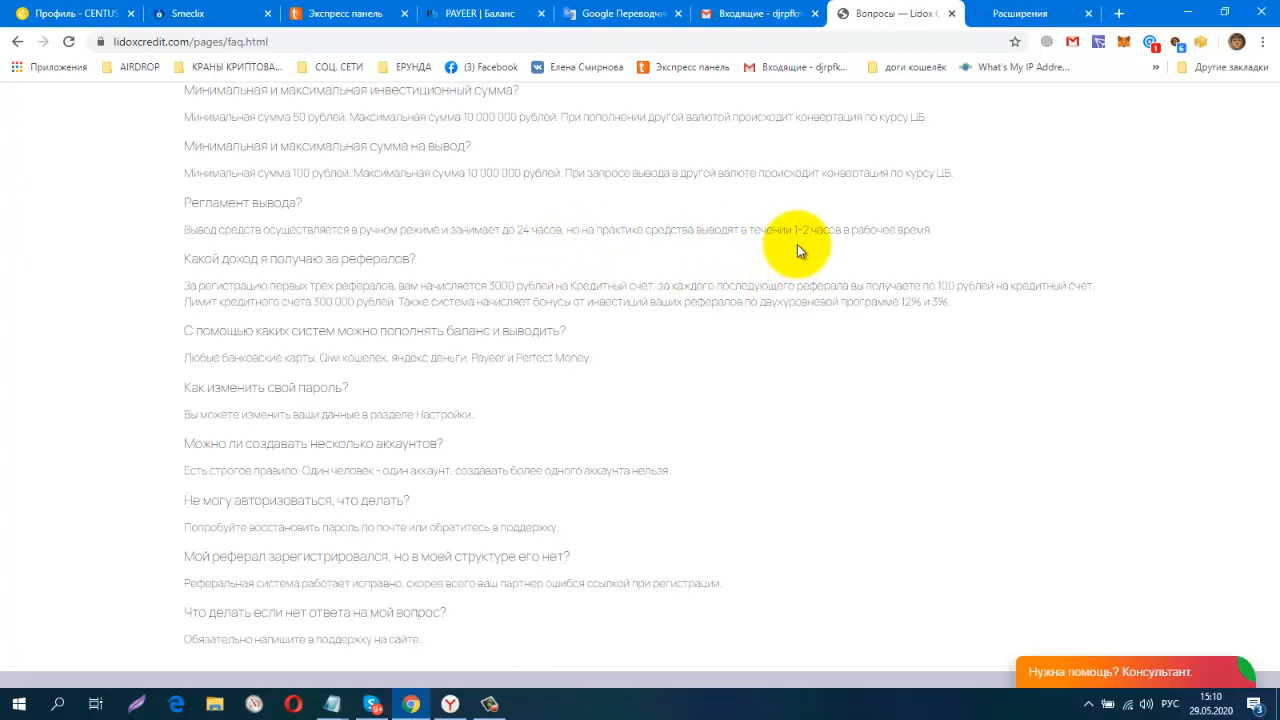 Профиль - CENTUS
Smeclix
Экспресс панель
PAYEER | Баланс
Google Переводчи
Входящие - djrpfkm
Вопросы — Lidox C
Расширения
lidoxcredit.com/pages/faq.html
1
6
Приложения
AIRDROP
КРАНЫ КРИПТОВА...
СОЦ. СЕТИ
ЕРУНДА
(3) Facebook
Елена Смирнова
Экспресс панель
Входящие - djrpfk...
доги кошелёк
What's My IP Addre...
»
Другие закладки
Минимальная и максимальная инвестиционный сумма?
Минимальная сумма 50 рублей. Максимальная сумма 10 000 000 рублей. При пополнении другой валютой происходит конвертация по курсу ЦБ.
Минимальная и максимальная сумма на вывод?
Минимальная сумма 100 рублей. Максимальная сумма 10 000 000 рублей. При запросе вывода в другой валюте происходит конвертация по курсу ЦБ.
Регламент вывода?
Вывод средств осуществляется в ручном режиме и занимает до 24 часов, но на практике средства выводят в течении 1-2 часов в рабочее время.
Какой доход я получаю за рефералов?
За регистрацию первых трех рефералов, вам начисляется 3000 рублей на Кредитный счет, за каждого последующего реферала вы получаете по 100 рублей на кредитный счет.
Лимит кредитного счета 300 000 рублей. Также система начисляет бонусы от инвестиций ваших рефералов по двухуровневой программе 12% и 3%.
С помощью каких систем можно пополнять баланс и выводить?
Любые банковские карты, Qiwi кошелек, яндекс деньги, Payeer и Perfect Money
Как изменить свой пароль?
Вы можете изменить ваши данные в разделе Настройки.
Можно ли создавать несколько аккаунтов?
Есть строгое правило: Один человек - один аккаунт, создавать более одного аккаунта нельзя.
Не могу авторизоваться, что делать?
Попробуйте восстановить пароль по почте или обратитесь в поддержку.
Мой реферал зарегистрировался, но в моей структуре его нет?
Реферальная система работает исправно, скорее всего ваш партнер ошибся ссылкой при регистрации.
Что делать если нет ответа на мой вопрос?
Обязательно напишите в поддержку на сайте.
Нужна помощь? Консультант.
РУС
15:10
29.05.2020
3